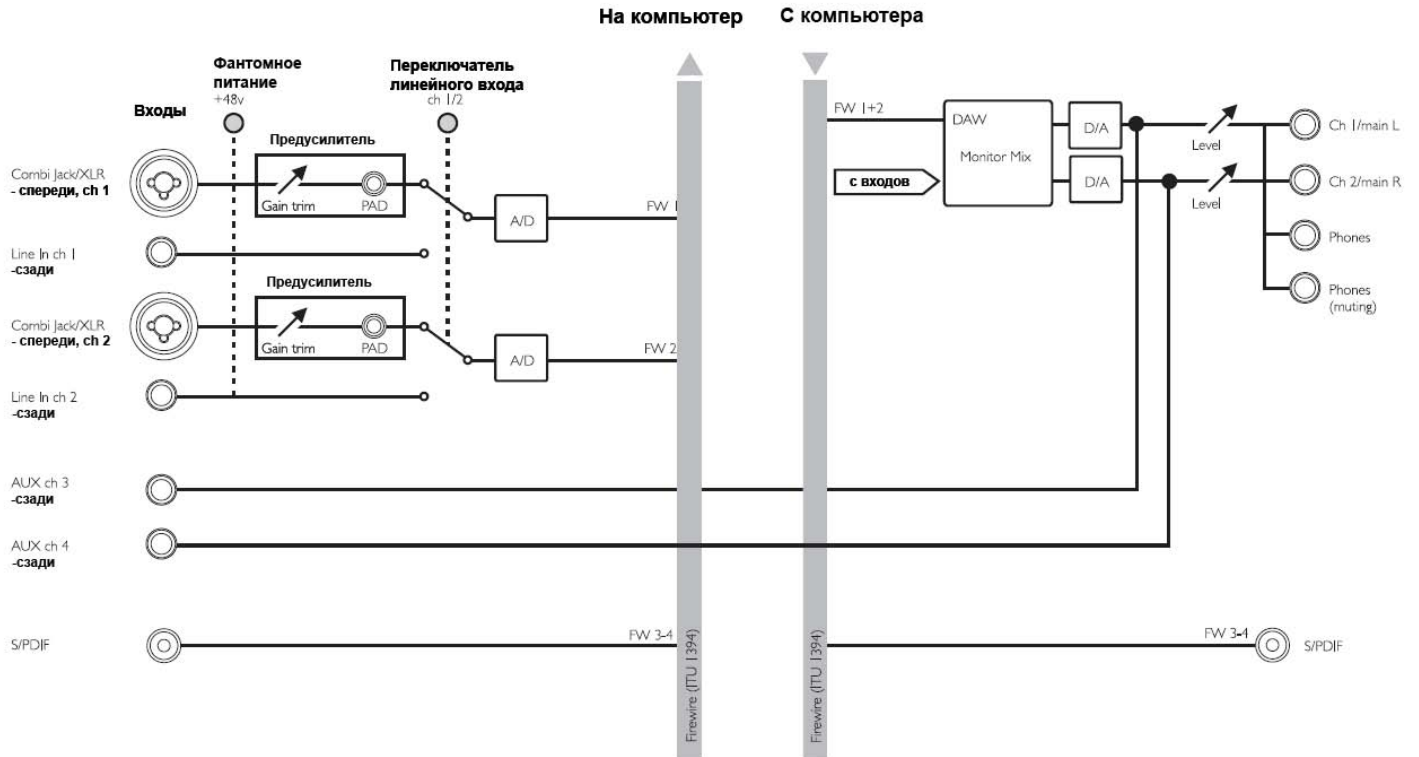 На компьютер
С компьютера
Фантомное
питание
+48v
Переключатель
линейного входа
ch 1/2
Входы
Предусилитель
Combi Jack/XLR
- спереди, ch 1
Gain trim
PAD
A/D
FW 1
Line In ch 1
-сзади
Предусилитель
Combi Jack/XLR
- спереди, ch 2
Gain trim
PAD
A/D
FW 2
Line In ch 2
-сзади
AUX ch 3
-сзади
AUX ch 4
-сзади
S/PDIF
FW 3-4
Firewire (ITU 1394)
Firewire (ITU 1394)
FW 1+2
DAW
Monitor Mix
с входов
D/A
D/A
Level
Level
Ch 1/main L
Ch 2/main R
Phones
Phones
(muting)
FW 3-4
S/PDIF